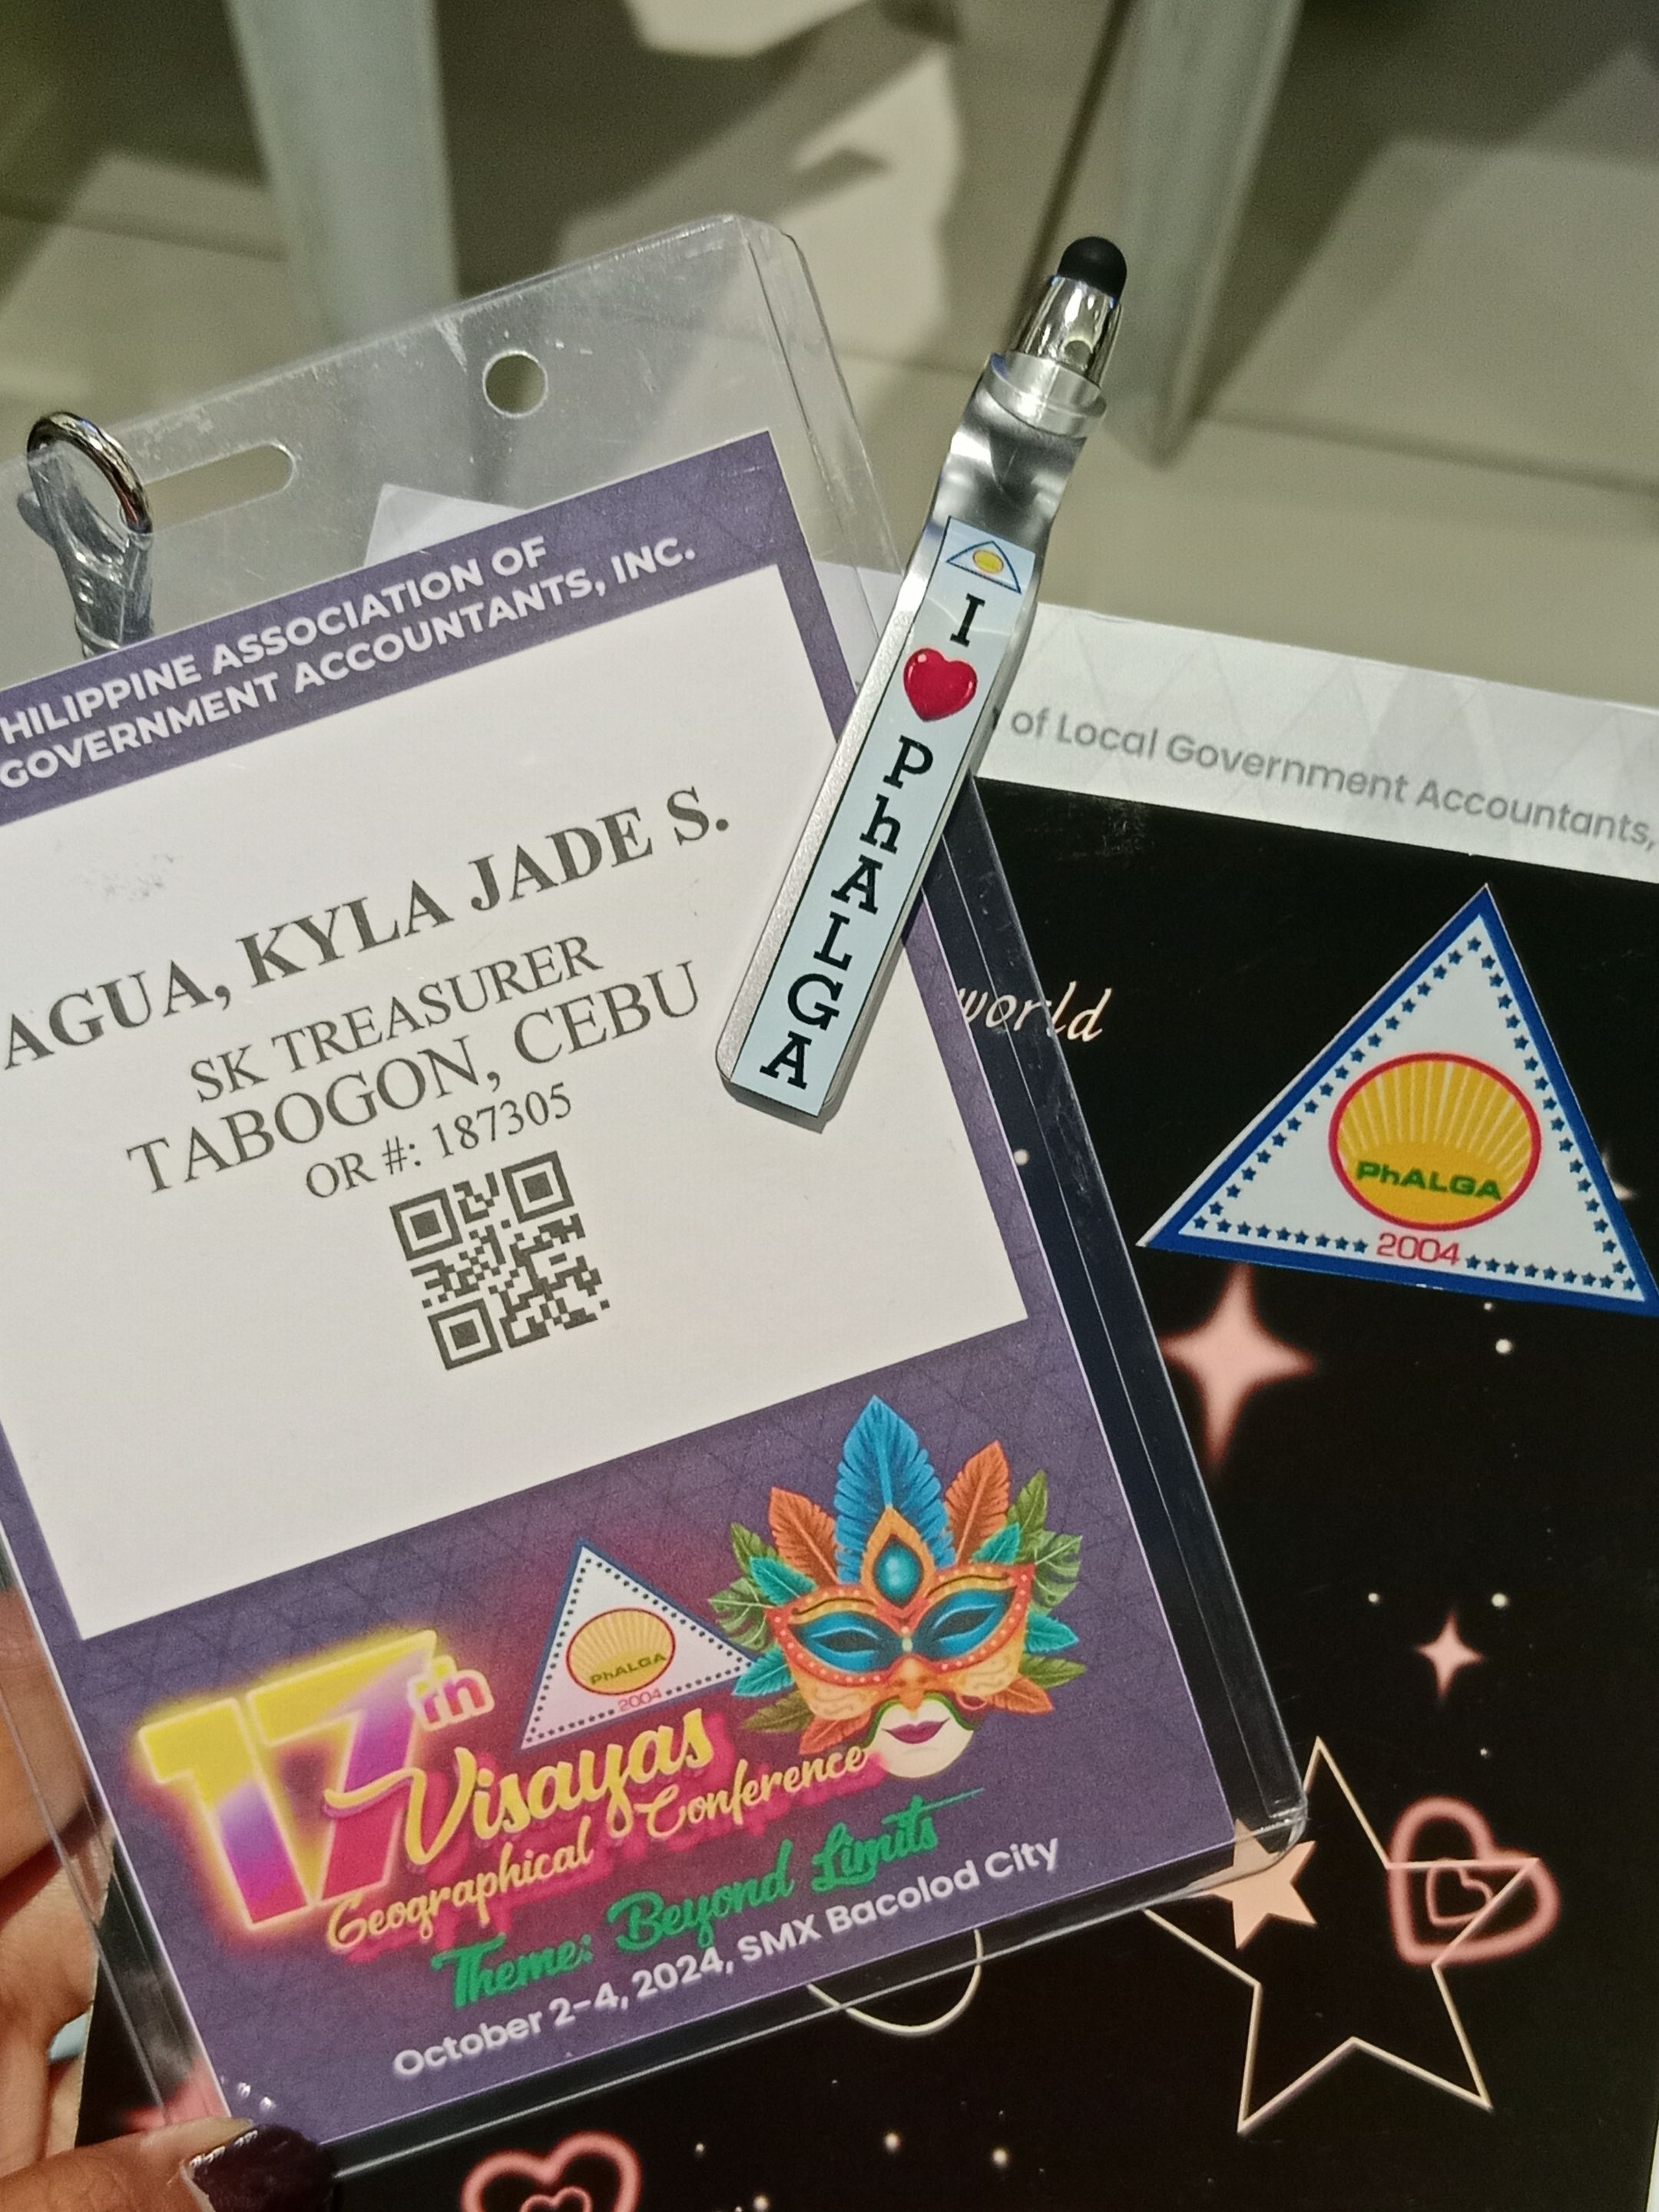 HILIPPINE ASSOCIATION OF
GOVERNMENT ACCOUNTANTS, INC.
AGUA, KYLA JADE S.
SK TREASURER
TABOGON, CEBU
OR #: 187305
17th
PhALGA
2004
Visayas
Geographical Conference
Theme: Beyond Limits
October 2-4, 2024, SMX Bacolod City
I
PhALGA
of Local Government Accountants,
world
PhALGA
2004